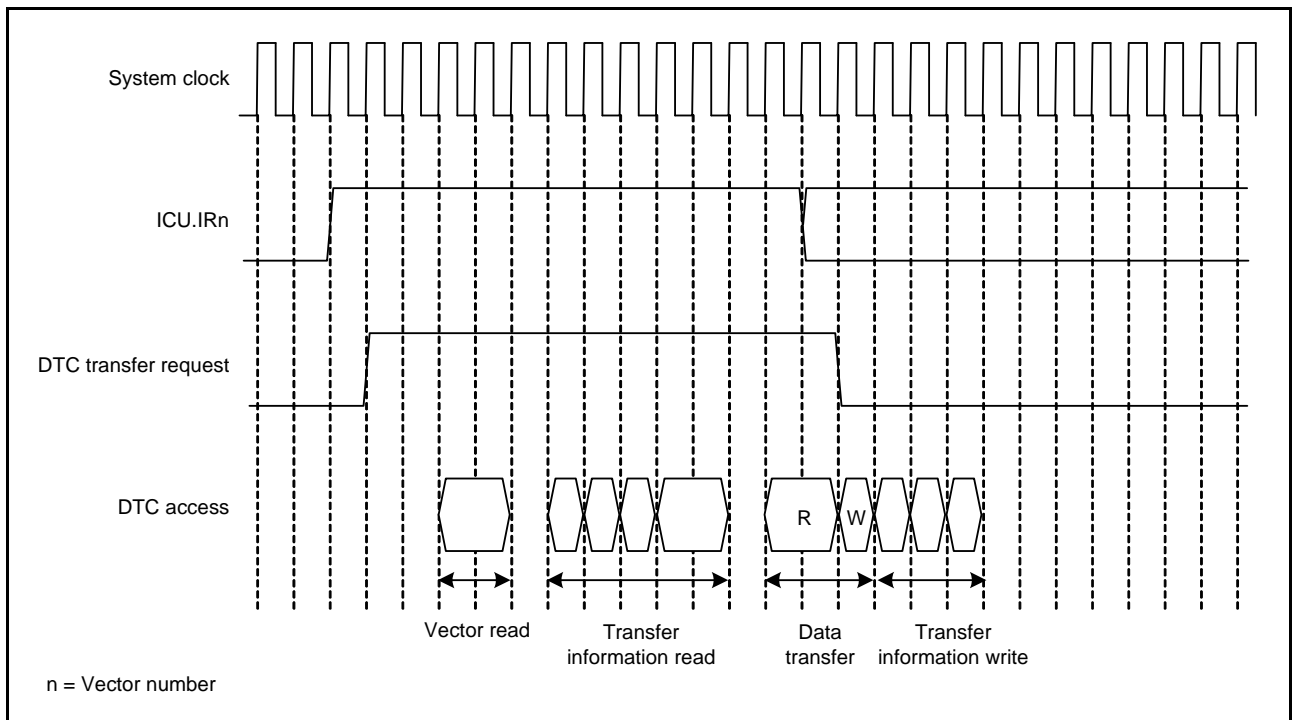 System clock
ICU.IRn
DTC transfer request
DTC access
R
W
Vector read
Transfer
information read
Data
transfer
Transfer
information write
n = Vector number